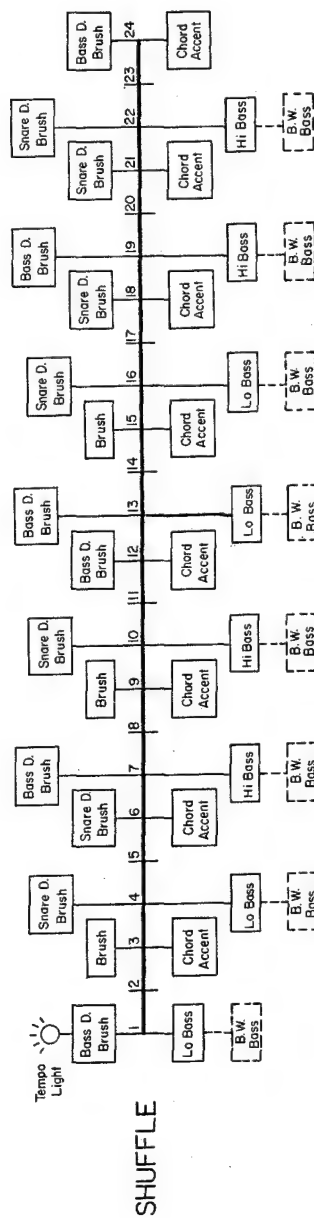 SHUFFLE
Tempo
Light
Snare D.
Brush
Bass D.
Brush
Snare D.
Brush
Bass D.
Brush
Snare D.
Brush
Bass D.
Brush
Snare D.
Brush
Bass D.
Brush
Brush
Snare D.
Brush
Brush
Bass D.
Brush
Brush
Snare D.
Brush
Snare D.
Brush
Bass D.
Brush
1 2 3 4 5 6 7 8 9 10 11 12 13 14 15 16 17 18 19 20 21 22 23 24
Chord
Accent
Chord
Accent
Chord
Accent
Chord
Accent
Chord
Accent
Chord
Accent
Chord
Accent
Chord
Accent
Lo Bass
Lo Bass
Hi Bass
Hi Bass
Lo Bass
Lo Bass
Hi Bass
Hi Bass
B.W.
Bass
B.W.
Bass
B.W.
Bass
B.W.
Bass
B.W.
Bass
B.W.
Bass
B.W.
Bass
B.W.
Bass